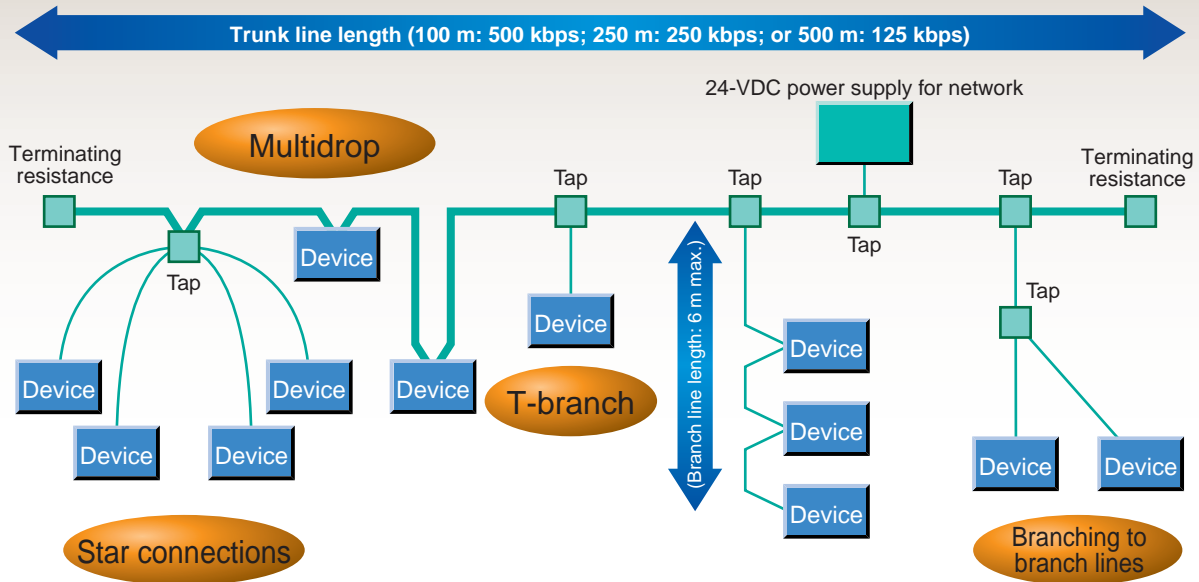 Trunk line length (100 m: 500 kbps; 250 m: 250 kbps; or 500 m: 125 kbps)
24-VDC power supply for network
Multidrop
Terminating
resistance
Tap
Tap
Tap
Terminating
resistance
Tap
Tap
Device
Tap
Device
Device
Device
Device
Device
Device
T-branch
(Branch line length: 6 m max.)
Device
Device
Device
Device
Device
Device
Device
Star connections
Branching to
branch lines